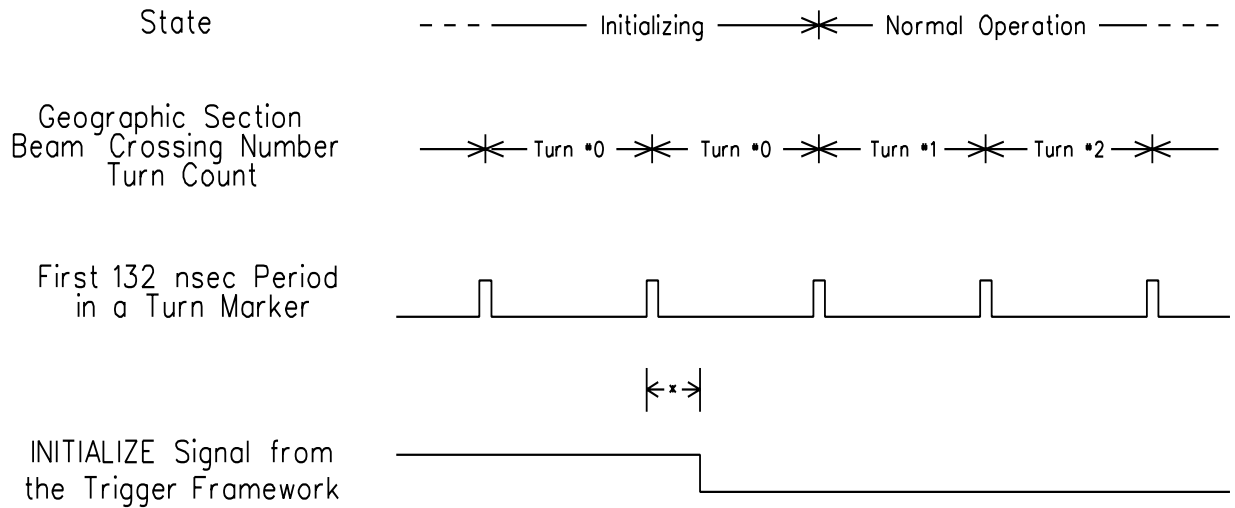 State
Initializing
Normal Operation
Geographic Section
Beam Crossing Number
Turn Count
Turn #0
Turn #0
Turn #1
Turn #2
First 132 nsec Period
in a Turn Marker
x
INITIALIZE Signal from
the Trigger Framework